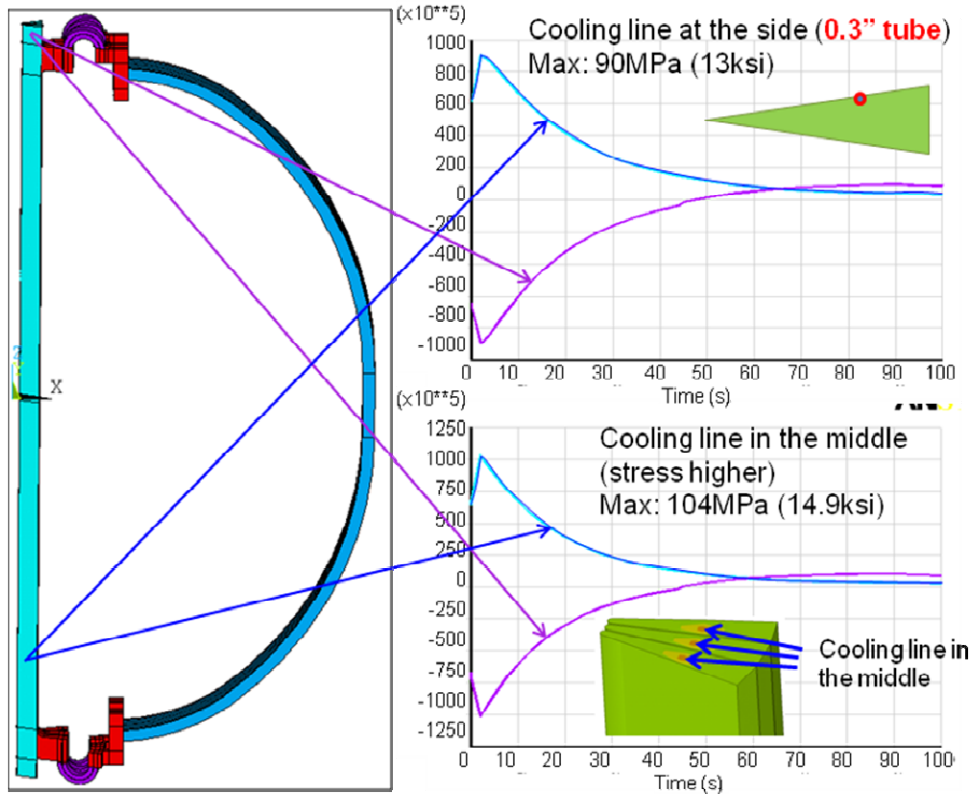 (x10**5)
Cooling line at the side (0.3” tube)
Max: 90MPa (13ksi)
1000
800
600
400
200
0
-200
-400
-600
-800
-1000
0 10 20 30 40 50 60 70 80 90 100
Time (s)
X
(x10**5)
Cooling line in the middle
(stress higher)
Max: 104MPa (14.9ksi)
1250
1000
750
500
250
0
-250
-500
-750
-1000
-1250
Cooling line in
the middle
0 10 20 30 40 50 60 70 80 90 100
Time (s)